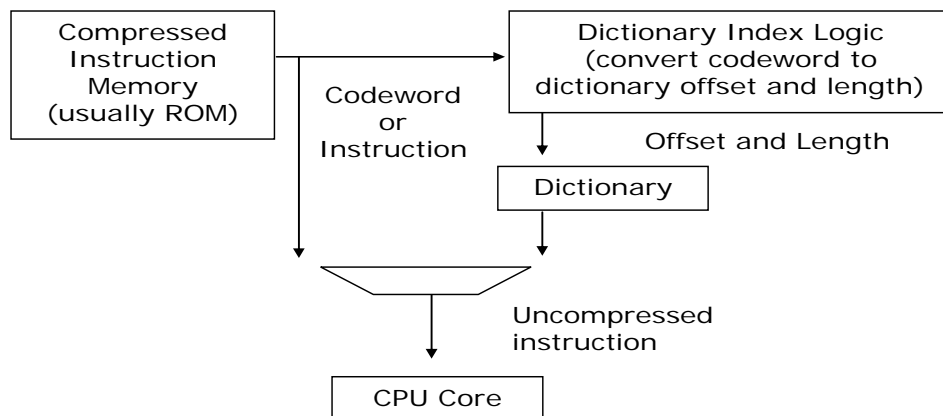 Compressed
Instruction
Memory
(usually ROM)
Dictionary Index Logic
(convert codeword to
dictionary offset and length)
Codeword
or
Instruction
Offset and Length
Dictionary
Uncompressed
instruction
CPU Core